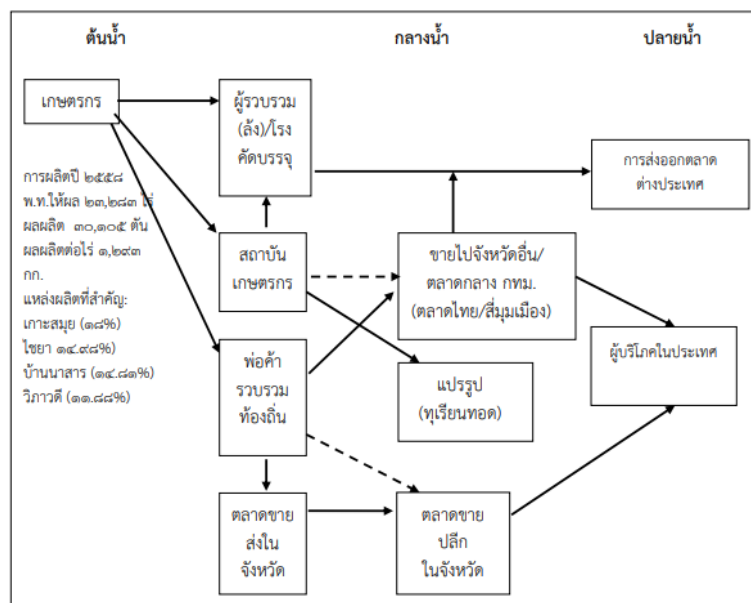 ต้นน้ำ
กลางน้ำ
ปลายน้ำ
เกษตรกร
ผู้รวบรวม
(ล้ง)/โรง
คัดบรรจุ
การส่งออกตลาด
ต่างประเทศ
การผลิตปี ๒๕๕๘
พ.ท.ให้ผล ๒๓,๒๘๓ ไร่
ผลผลิต ๓๐,๑๐๕ ตัน
ผลผลิตต่อไร่ ๑,๒๙๓
กก.
แหล่งผลิตที่สำคัญ:
เกาะสมุย (๑๘%)
ไชยา ๑๔.๙๘%)
บ้านนาสาร (๑๔.๘๑%)
วิภาวดี (๑๑.๘๘%)
สถาบัน
เกษตรกร
ขายไปจังหวัดอื่น/
ตลาดกลาง กทม.
(ตลาดไทย/สี่มุมเมือง)
ผู้บริโภคในประเทศ
พ่อค้า
รวบรวม
ท้องถิ่น
แปรรูป
(ทุเรียนทอด)
ตลาดขาย
ส่งใน
จังหวัด
ตลาดขาย
ปลีก
ในจังหวัด